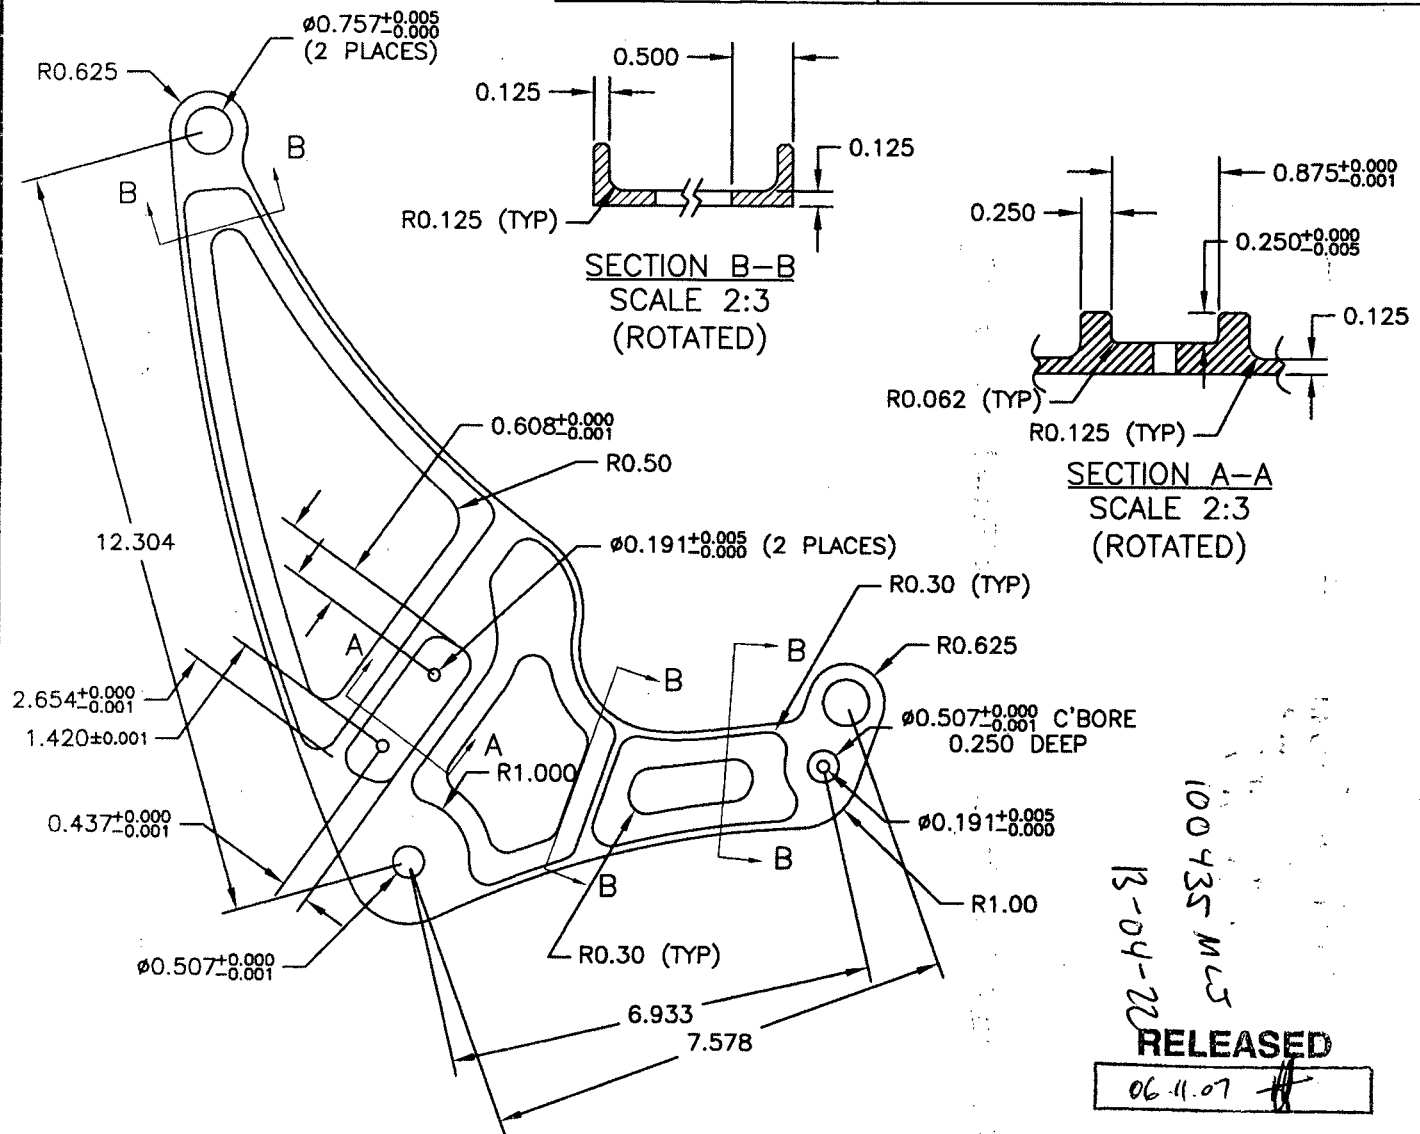 ø0.757+0.005 -0.000
(2 PLACES)
R0.625
B
B
0.500
0.125
0.125
R0.125 (TYP)
SECTION B-B
SCALE 2:3
(ROTATED)
0.875+0.000 -0.001
0.250
0.250+0.000 -0.005
0.125
R0.062 (TYP)
R0.125 (TYP)
SECTION A-A
SCALE 2:3
(ROTATED)
0.608+0.000 -0.001
R0.50
12.304
ø0.191+0.005 -0.000 (2 PLACES)
R0.30 (TYP)
A
B
B
R0.625
2.654+0.000 -0.001
1.420±0.001
ø0.507+0.000 -0.001 C'BORE
0.250 DEEP
A
R1.000
0.437+0.000 -0.001
ø0.191+0.005 -0.000
B
B
R1.00
ø0.507+0.000 -0.001
R0.30 (TYP)
6.933
7.578
100435 MLJ
13-04-22
RELEASED
06.11.07